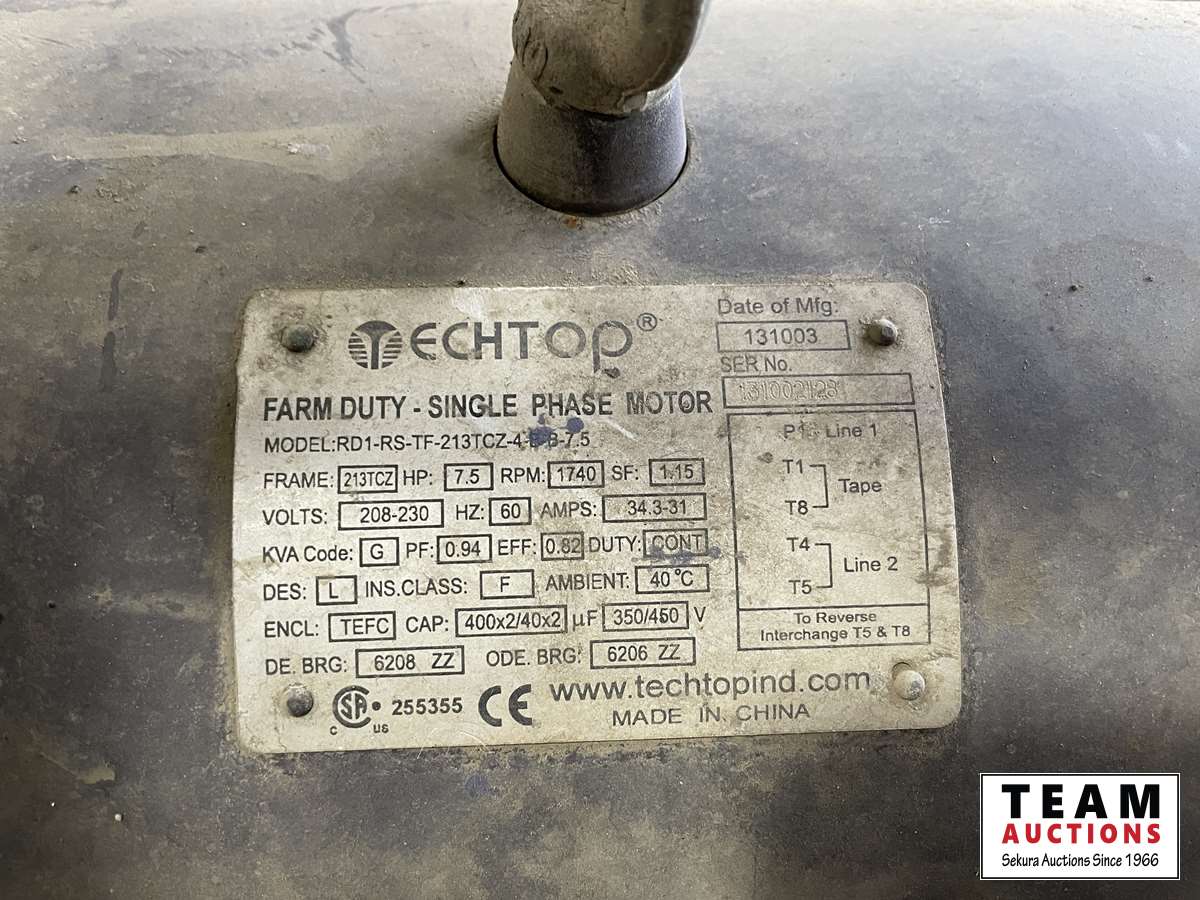 TECHTOP®
FARM DUTY - SINGLE PHASE MOTOR
MODEL:RD1-RS-TF-213TCZ-4- -B-7.5
FRAME: 213TCZ HP: 7.5 RPM: 1740 SF: 1.15
VOLTS: 208-230 HZ: 60 AMPS: 34.3-31
KVA Code: G PF: 0.94 EFF: 0.82 DUTY: CONT
DES: L INS.CLASS: F AMBIENT: 40°C
ENCL: TEFC CAP: 400x2/40x2 μF 350/450 V
DE. BRG: 6208 ZZ ODE. BRG: 6206 ZZ
C SA US 255355 CE www.techtopind.com
MADE IN CHINA
Date of Mfg:
131003
SER No.
131002128
P1- Line 1
T1
Tape
T8
T4
Line 2
T5
To Reverse
Interchange T5 & T8
TEAM
AUCTIONS
Sekura Auctions Since 1966